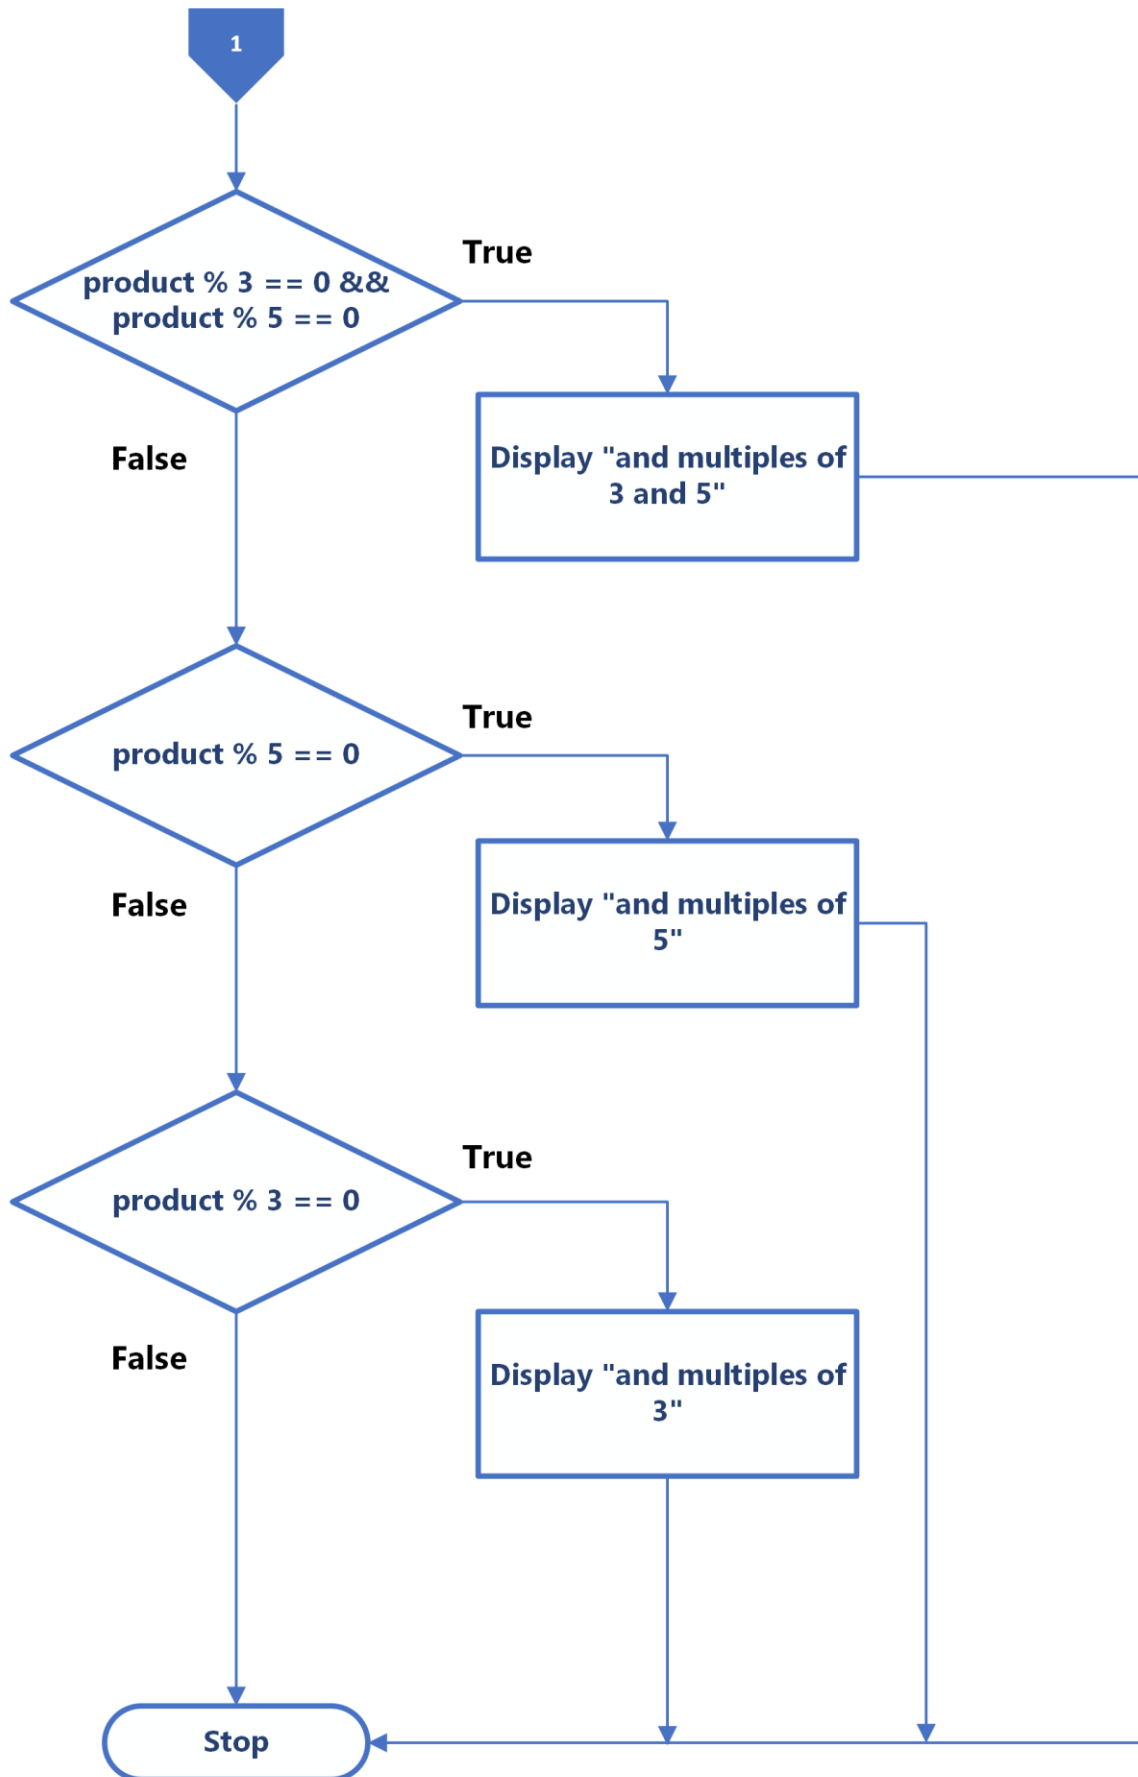 1
True
product % 3 == 0 &&
product % 5 == 0
False
Display "and multiples of
3 and 5"
True
product % 5 == 0
False
Display "and multiples of
5"
True
product % 3 == 0
False
Display "and multiples of
3"
Stop